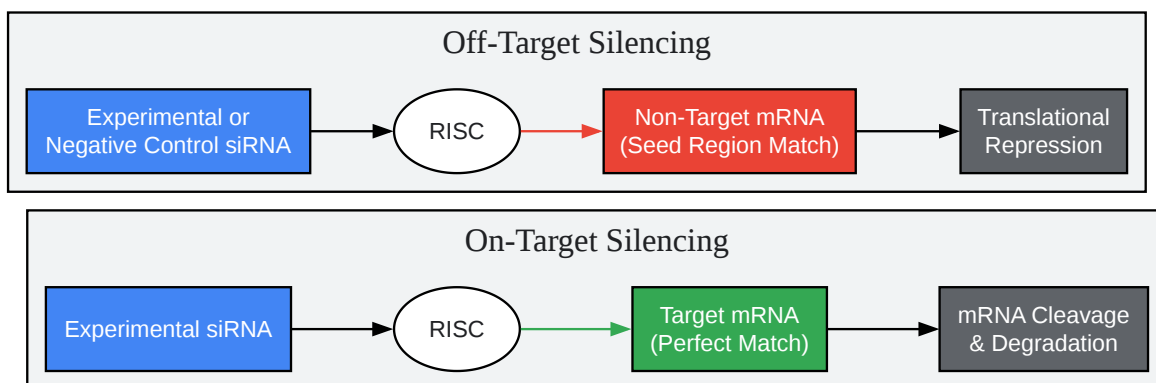 Off-Target Silencing
Experimental or
Negative Control siRNA
RISC
Non-Target mRNA
(Seed Region Match)
Translational
Repression
On-Target Silencing
Experimental siRNA
RISC
Target mRNA
(Perfect Match)
mRNA Cleavage
& Degradation